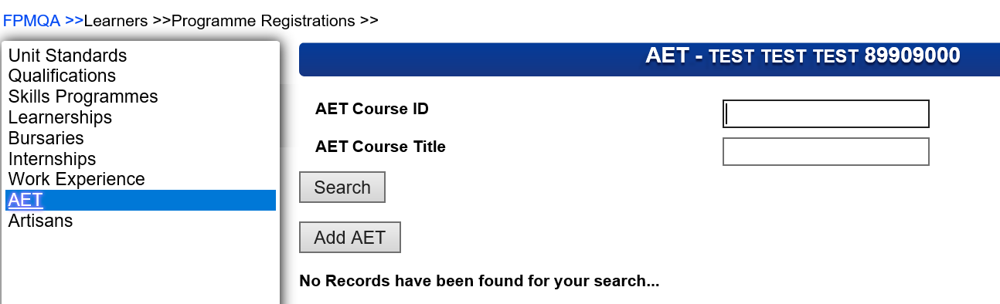 FPMQA >>Learners >>Programme Registrations >>
Unit Standards
Qualifications
Skills Programmes
Learnerships
Bursaries
Internships
Work Experience
AET
Artisans
AET - TEST TEST TEST 89909000
AET Course ID
AET Course Title
Search
Add AET
No Records have been found for your search...